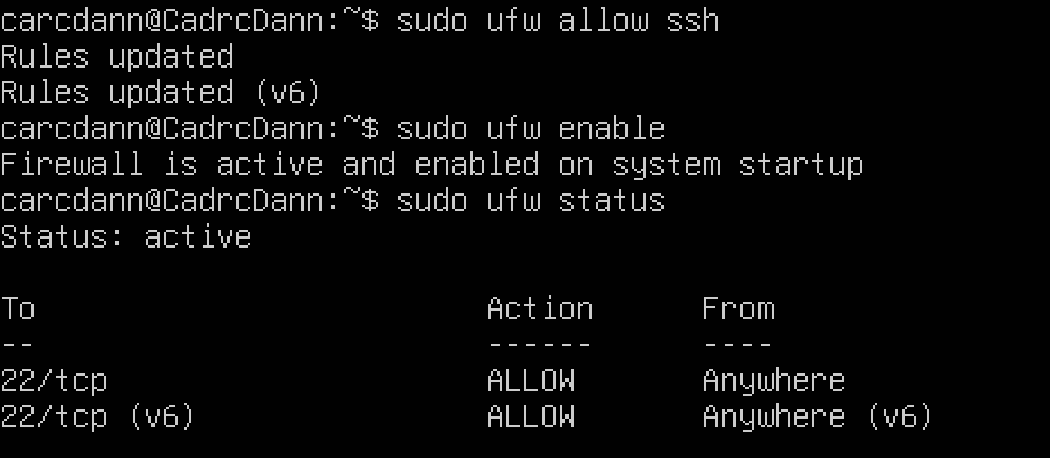 carcdann@CadrcDann:~$ sudo ufw allow ssh
Rules updated
Rules updated (v6)
carcdann@CadrcDann:~$ sudo ufw enable
Firewall is active and enabled on system startup
carcdann@CadrcDann:~$ sudo ufw status
Status: active
To                         Action      From
--                         ------      ----
22/tcp                     ALLOW       Anywhere
22/tcp (v6)                ALLOW       Anywhere (v6)